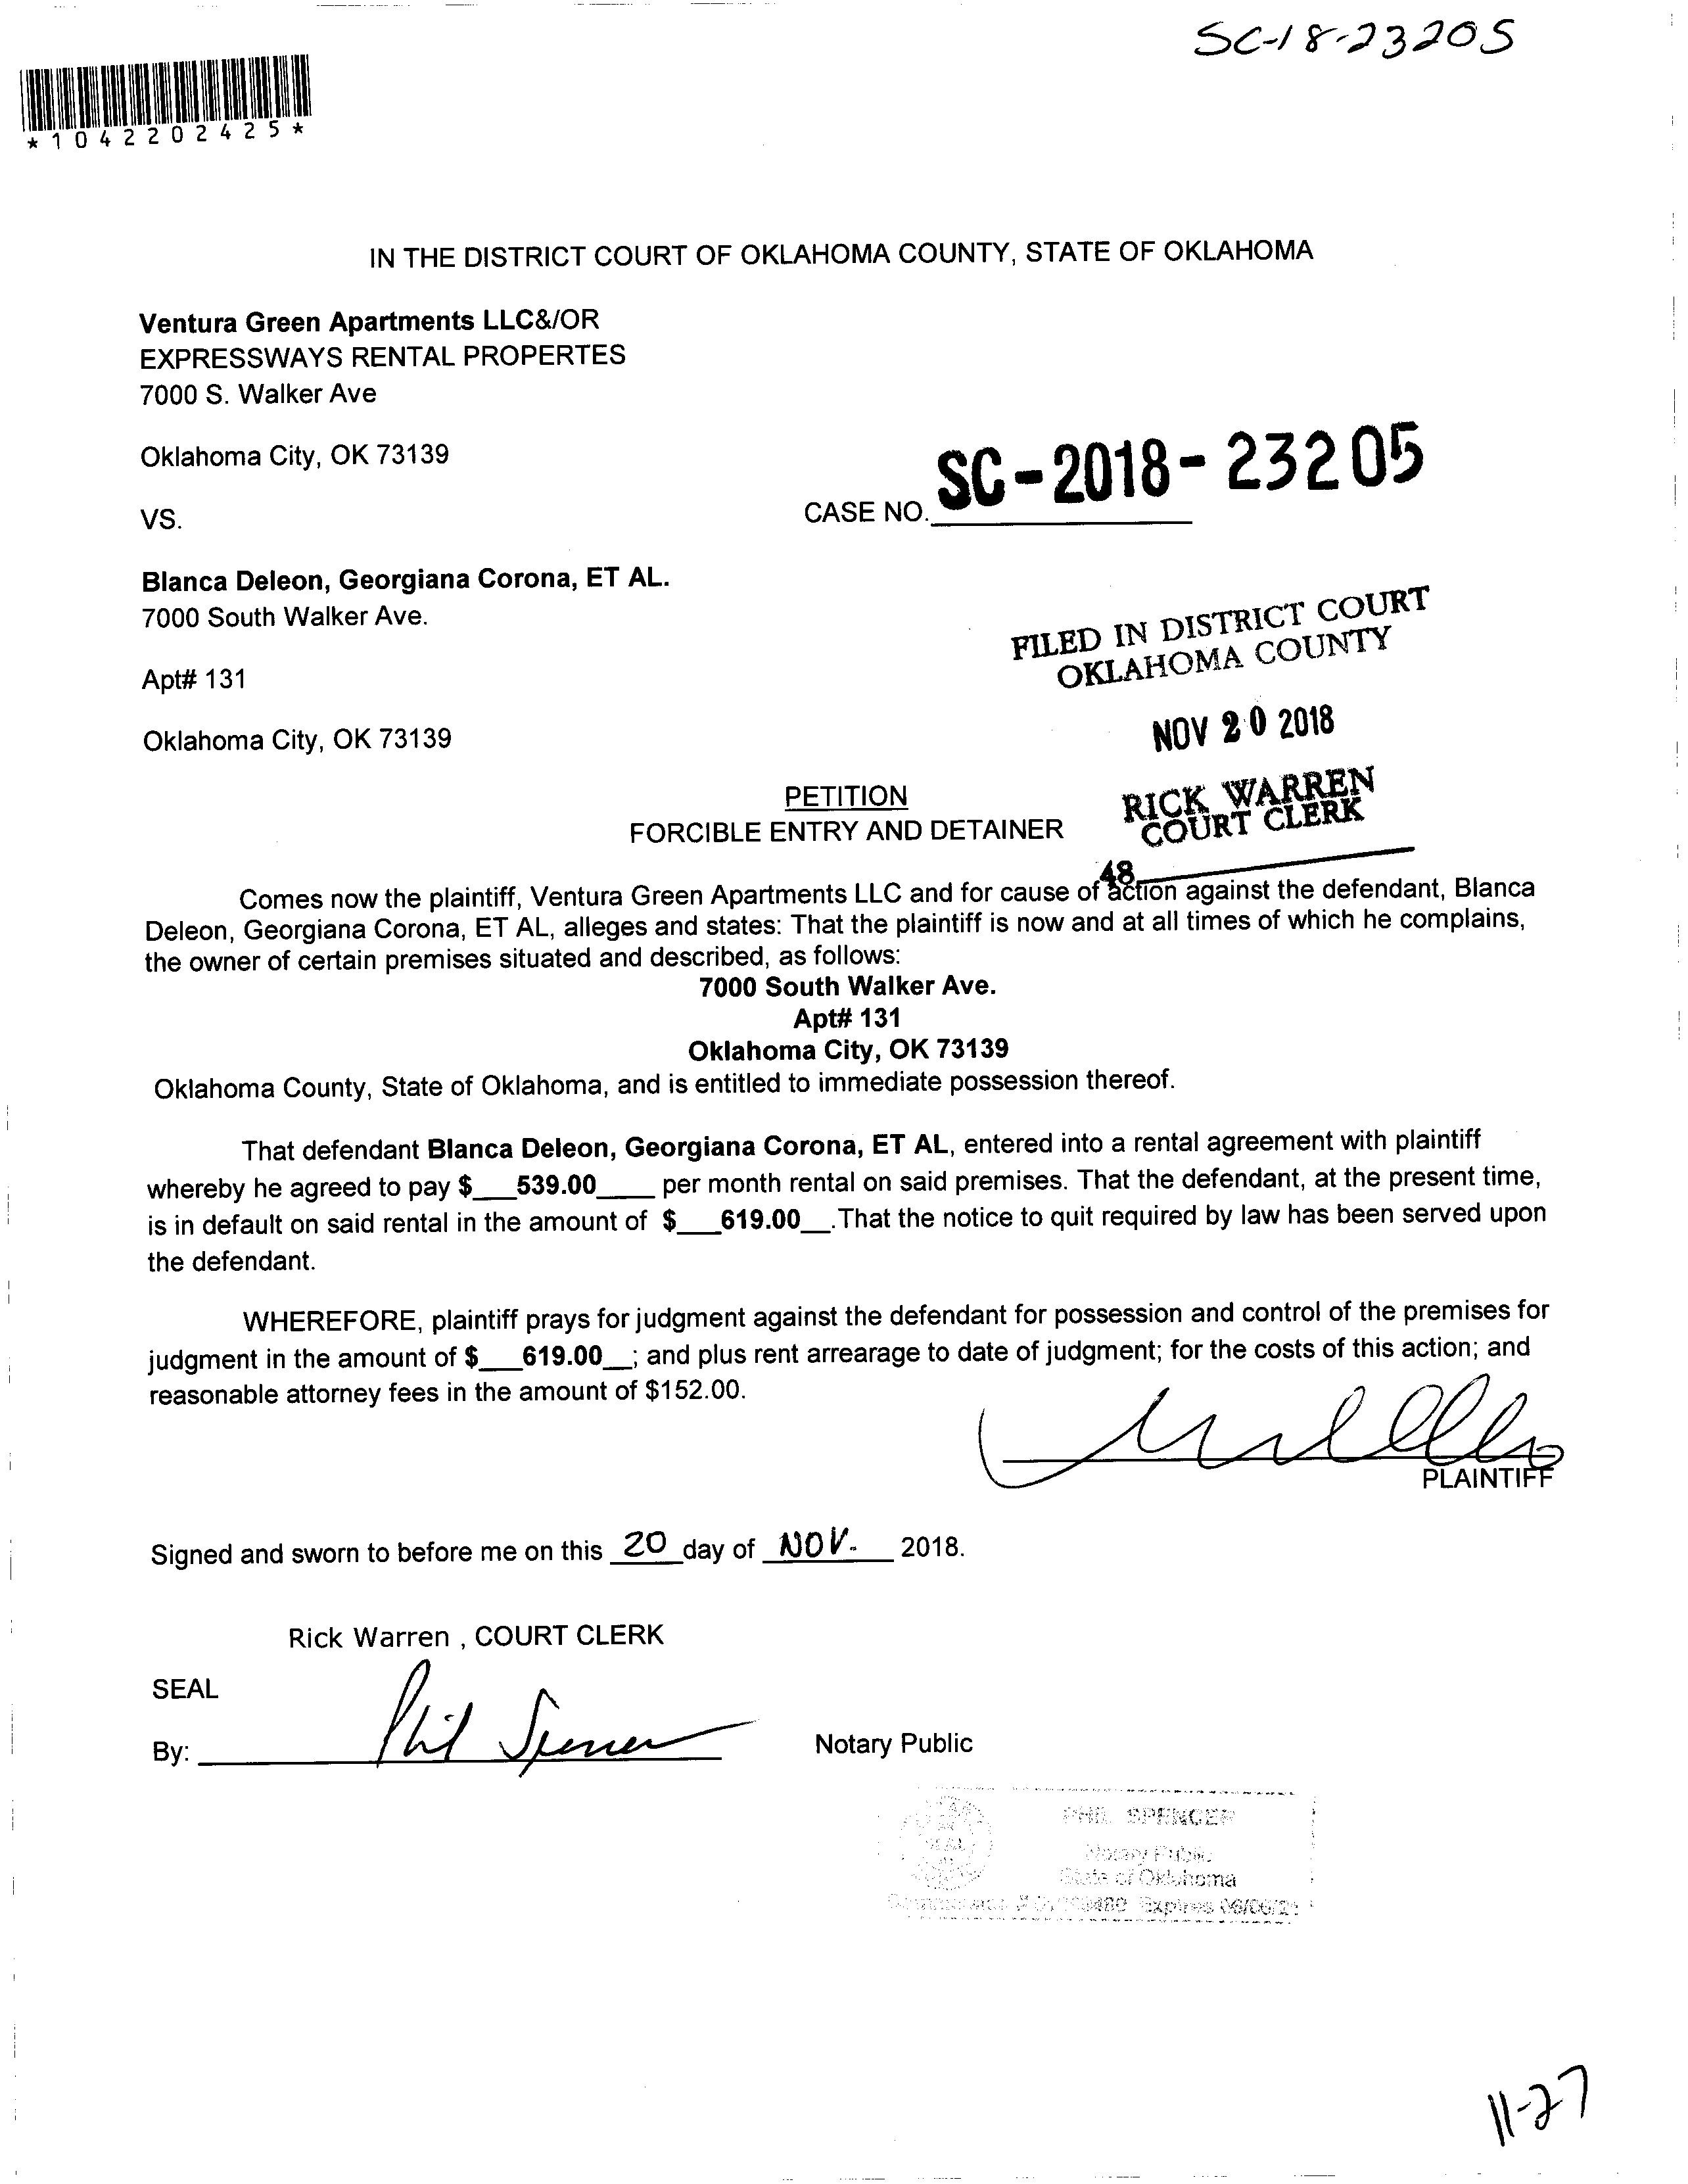 SC-18-23205
*1042202425*
IN THE DISTRICT COURT OF OKLAHOMA COUNTY, STATE OF OKLAHOMA
Ventura Green Apartments LLC&/OR
EXPRESSWAYS RENTAL PROPERTES
7000 S. Walker Ave
Oklahoma City, OK 73139
VS.
CASE NO. SC-2018-23205
Blanca Deleon, Georgiana Corona, ET AL.
7000 South Walker Ave.
Apt# 131
Oklahoma City, OK 73139
FILED IN DISTRICT COURT
OKLAHOMA COUNTY
NOV 20 2018
RICK WARREN
COURT CLERK
48
PETITION
FORCIBLE ENTRY AND DETAINER
Comes now the plaintiff, Ventura Green Apartments LLC and for cause of action against the defendant, Blanca
Deleon, Georgiana Corona, ET AL, alleges and states: That the plaintiff is now and at all times of which he complains,
the owner of certain premises situated and described, as follows:
7000 South Walker Ave.
Apt# 131
Oklahoma City, OK 73139
Oklahoma County, State of Oklahoma, and is entitled to immediate possession thereof.
That defendant Blanca Deleon, Georgiana Corona, ET AL, entered into a rental agreement with plaintiff
whereby he agreed to pay $___539.00____ per month rental on said premises. That the defendant, at the present time,
is in default on said rental in the amount of $___619.00__.That the notice to quit required by law has been served upon
the defendant.
WHEREFORE, plaintiff prays for judgment against the defendant for possession and control of the premises for
judgment in the amount of $___619.00__; and plus rent arrearage to date of judgment; for the costs of this action; and
reasonable attorney fees in the amount of $152.00.
PLAINTIFF
Signed and sworn to before me on this 20 day of NOV. 2018.
Rick Warren , COURT CLERK
SEAL
By: Phil Spencer
Notary Public
PHIL SPENCER
Notary Public
State of Oklahoma
Expires 06/06/21
11-27